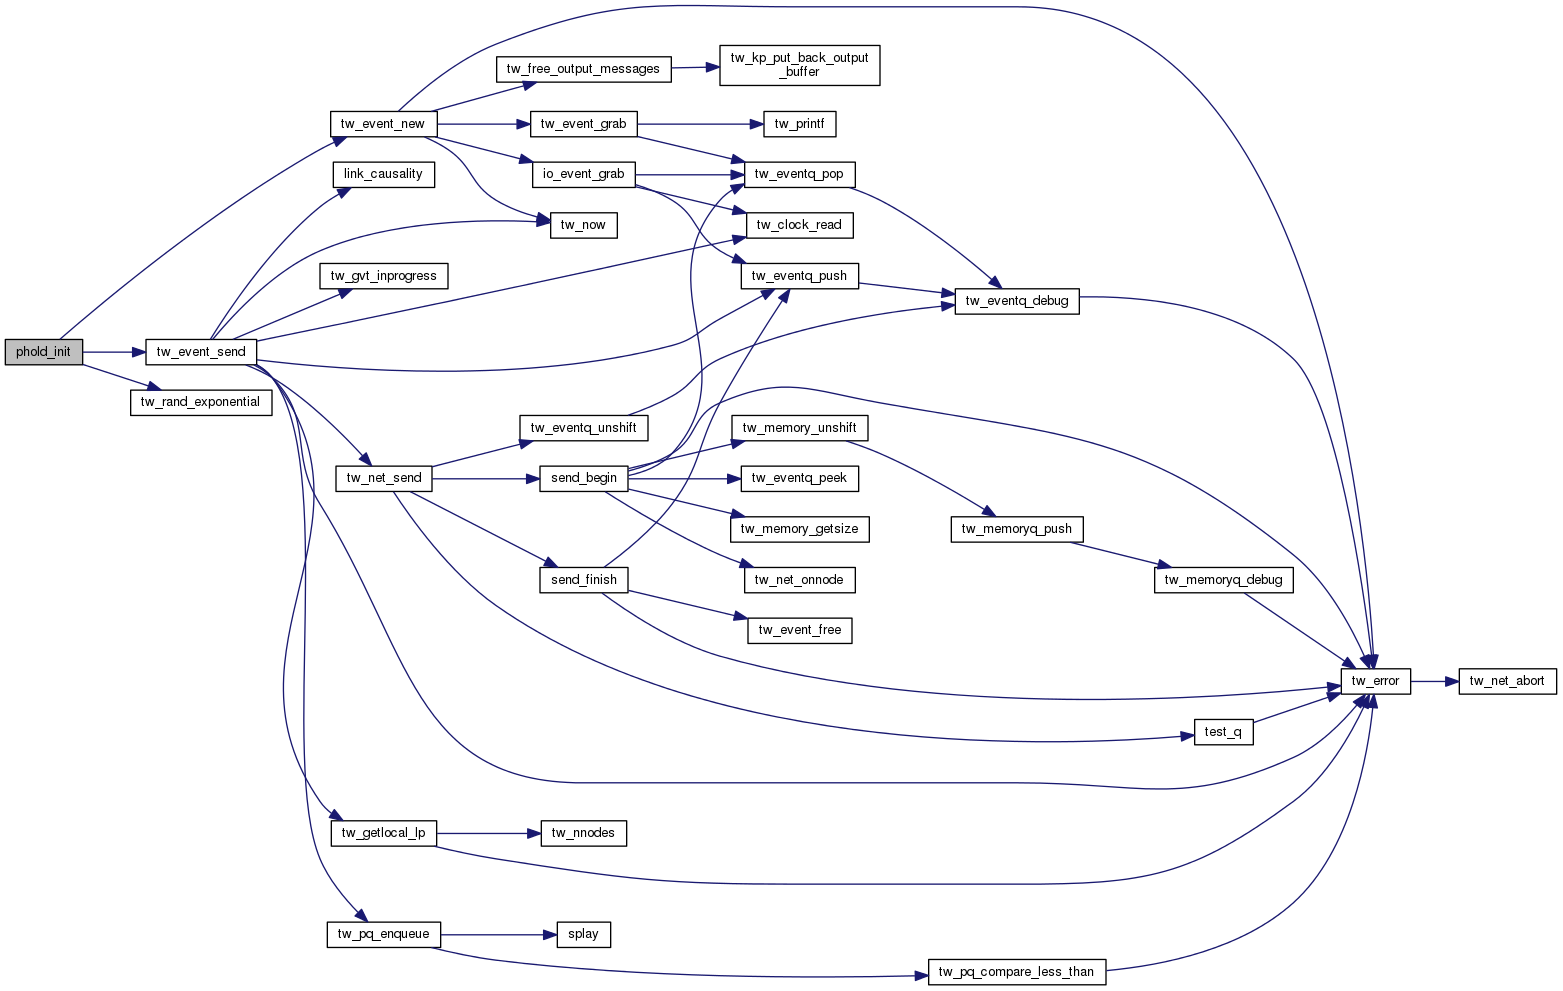 tw_kp_put_back_output
_buffer
tw_free_output_messages
tw_event_new
tw_event_grab
tw_printf
link_causality
io_event_grab
tw_eventq_pop
tw_now
tw_clock_read
tw_gvt_inprogress
tw_eventq_push
tw_eventq_debug
phold_init
tw_event_send
tw_rand_exponential
tw_eventq_unshift
tw_memory_unshift
tw_net_send
send_begin
tw_eventq_peek
tw_memory_getsize
tw_memoryq_push
send_finish
tw_net_onnode
tw_memoryq_debug
tw_event_free
tw_error
tw_net_abort
test_q
tw_getlocal_lp
tw_nnodes
tw_pq_enqueue
splay
tw_pq_compare_less_than